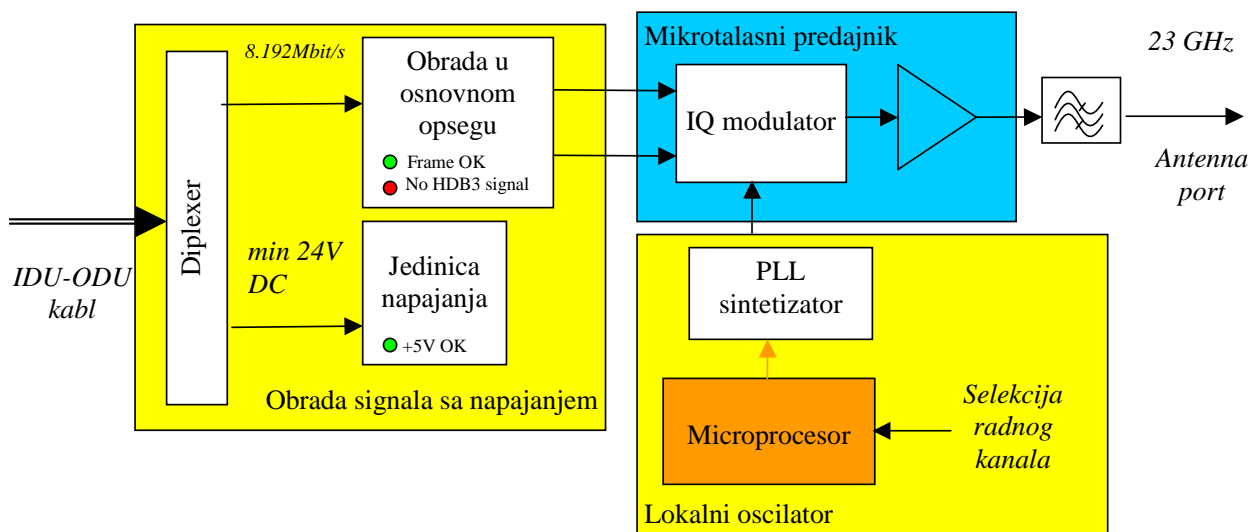 IDU-ODU
kabl
Diplexer
8.192Mbit/s
Obrada u
osnovnom
opsegu
Frame OK
No HDB3 signal
min 24V
DC
Jedinica
napajanja
+5V OK
Obrada signala sa napajanjem
Mikrotalasni predajnik
IQ modulator
23 GHz
Antenna
port
PLL
sintetizator
Microprocesor
Selekcija
radnog
kanala
Lokalni oscilator